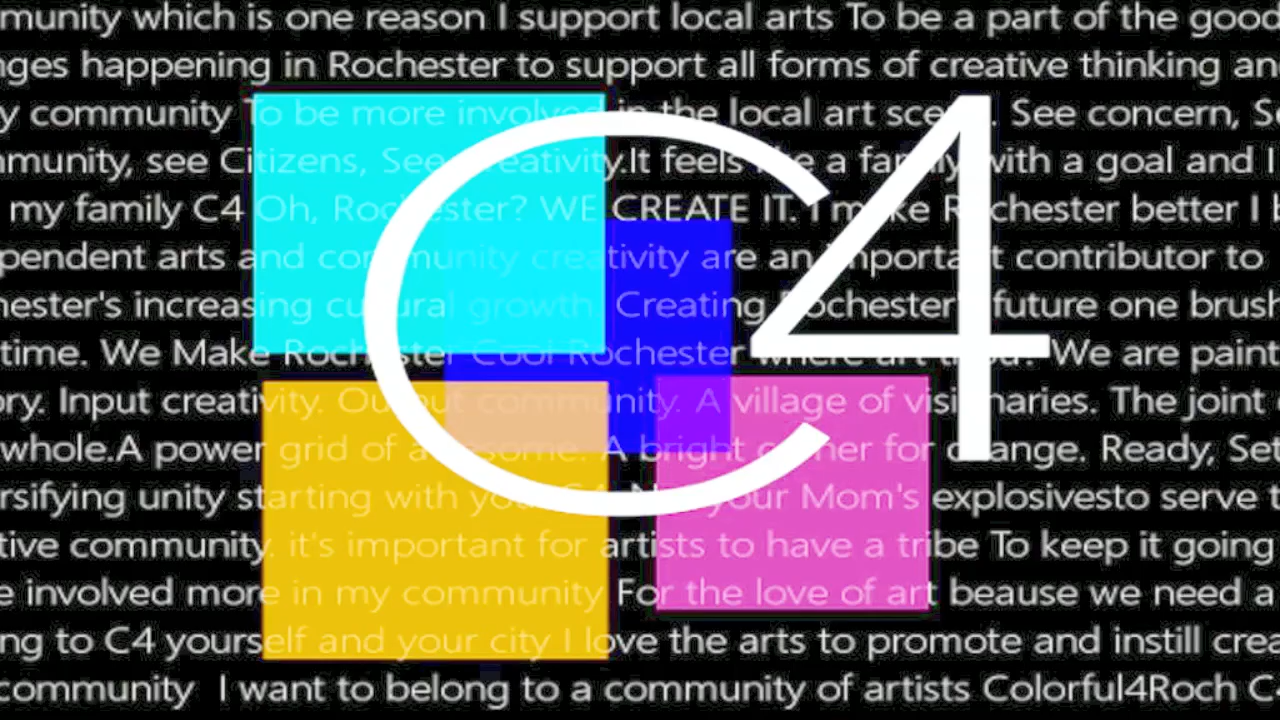 munity which is one reason I support local arts To be a part of the good
nges happening in Rochester to support all forms of creative thinking an
y community To be more involved in the local art scene. See concern, S
mmunity, see Citizens, See creativity.It feels like a family with a goal and I
my family C4 Oh, Rochester? WE CREATE IT. I make Rochester better I b
pendent arts and community creativity are an important contributor to
hester's increasing cultural growth. Creating Rochester's future one brush
time. We Make Rochester Cool Rochester where art
We are paint
ory. Input creativity. Output community. A village of visionaries. The joint
whole.A power grid of awesome. A bright corner for change. Ready, Set
rsifying unity starting with you C4 Not your Mom's explosivesto serve t
tive community. it's important for artists to have a tribe To keep it going
e involved more in my community For the love of art beause we need a
ng to C4 yourself and your city I love the arts to promote and instill crea
community I want to belong to a community of artists Colorful4Roch C
C4